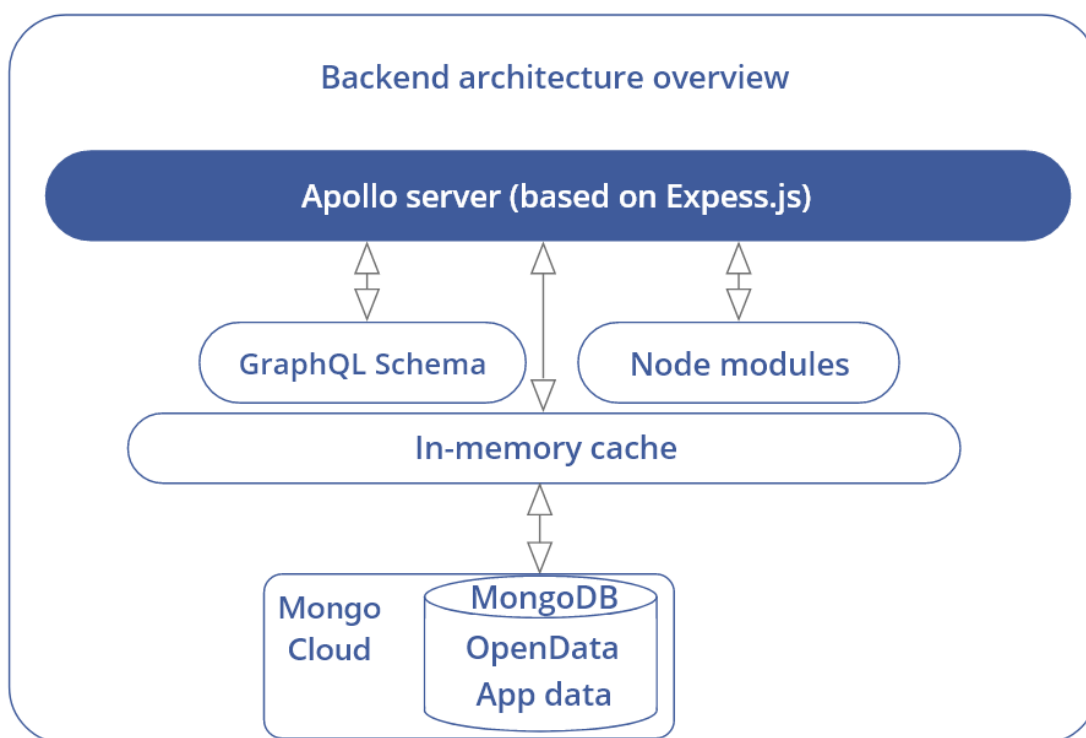 Backend architecture overview
Apollo server (based on Expess.js)
GraphQL Schema
Node modules
In-memory cache
Mongo
Cloud
MongoDB
OpenData
App data